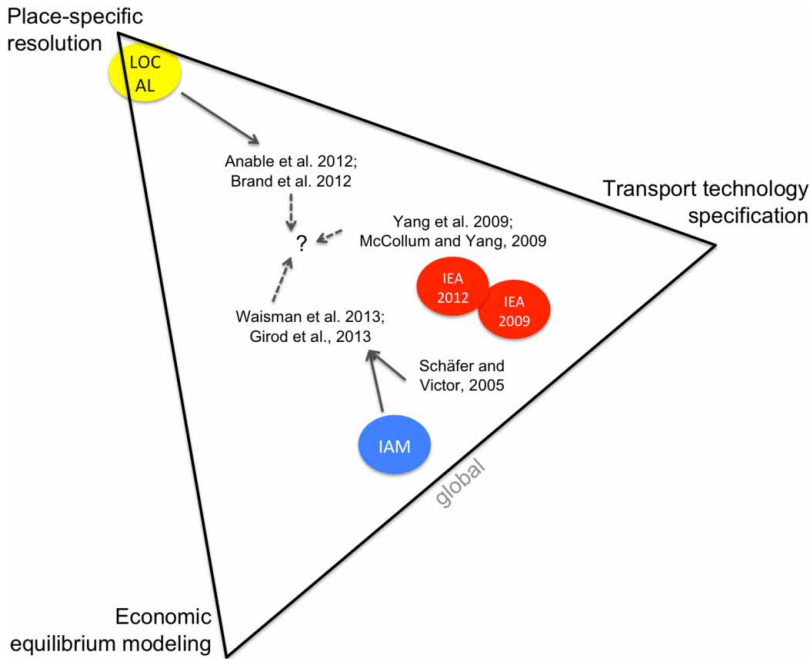 Place-specific
resolution
LOC
AL
Anable et al. 2012;
Brand et al. 2012
Transport technology
specification
Yang et al. 2009;
McCollum and Yang, 2009
?
IEA
2012
IEA
2009
Waisman et al. 2013;
Girod et al., 2013
Schäfer and
Victor, 2005
IAM
global
Economic
equilibrium modeling